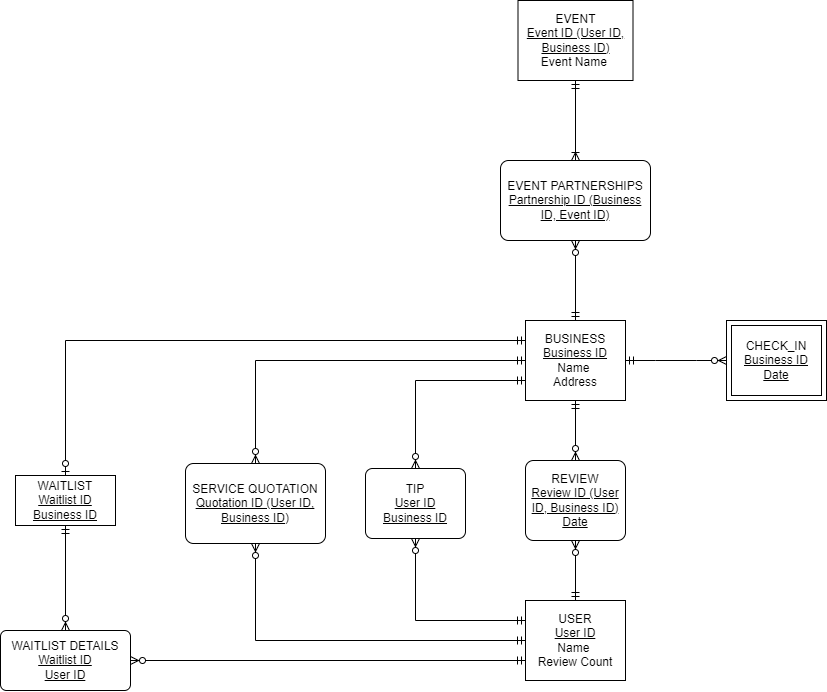 EVENT
Event ID (User ID,
Business ID)
Event Name
EVENT PARTNERSHIPS
Partnership ID (Business
ID, Event ID)
BUSINESS
Business ID
Name
Address
CHECK_IN
Business ID
Date
WAITLIST
Waitlist ID
Business ID
SERVICE QUOTATION
Quotation ID (User ID,
Business ID)
TIP
User ID
Business ID
REVIEW
Review ID (User
ID, Business ID)
Date
WAITLIST DETAILS
Waitlist ID
User ID
USER
User ID
Name
Review Count